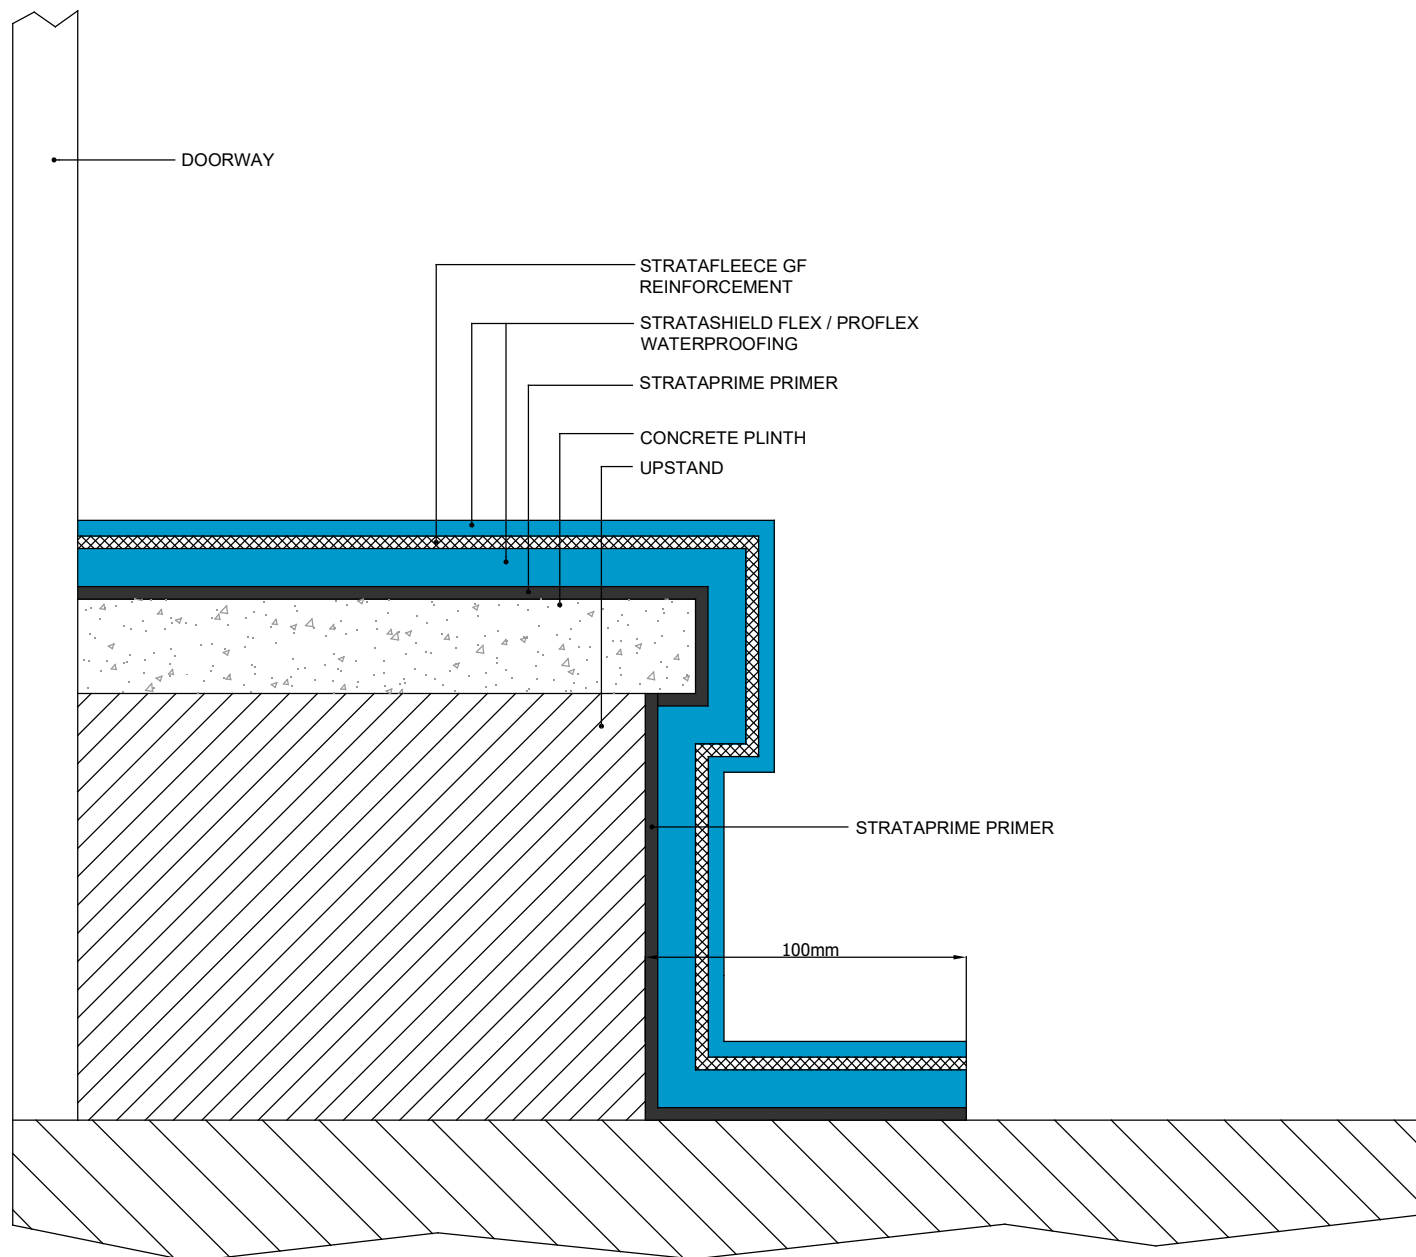 DOORWAY
STRATAFLEECE GF
REINFORCEMENT
STRATASHIELD FLEX / PROFLEX
WATERPROOFING
STRATAPRIME PRIMER
CONCRETE PLINTH
UPSTAND
STRATAPRIME PRIMER
100mm